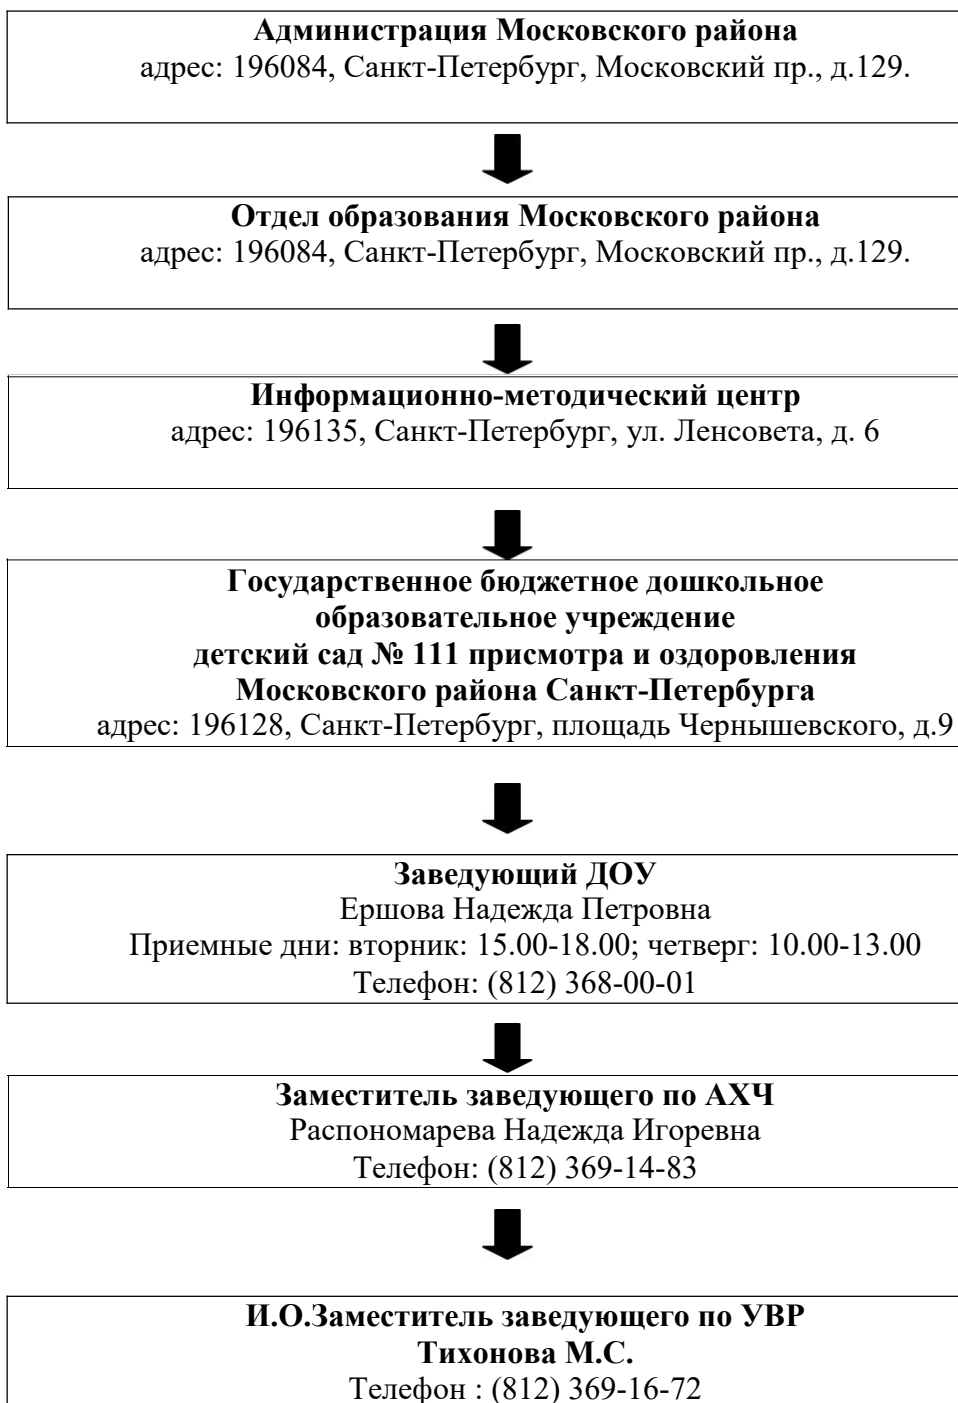 Администрация Московского района
адрес: 196084, Санкт-Петербург, Московский пр., д.129.
Отдел образования Московского района
адрес: 196084, Санкт-Петербург, Московский пр., д.129.
Информационно-методический центр
адрес: 196135, Санкт-Петербург, ул. Ленсовета, д. 6
Государственное бюджетное дошкольное
образовательное учреждение
детский сад № 111 присмотра и оздоровления
Московского района Санкт-Петербурга
адрес: 196128, Санкт-Петербург, площадь Чернышевского, д.9
Заведующий ДОУ
Ершова Надежда Петровна
Приемные дни: вторник: 15.00-18.00; четверг: 10.00-13.00
Телефон: (812) 368-00-01
Заместитель заведующего по АХЧ
Распономарева Надежда Игоревна
Телефон: (812) 369-14-83
И.О.Заместитель заведующего по УВР
Тихонова М.С.
Телефон : (812) 369-16-72